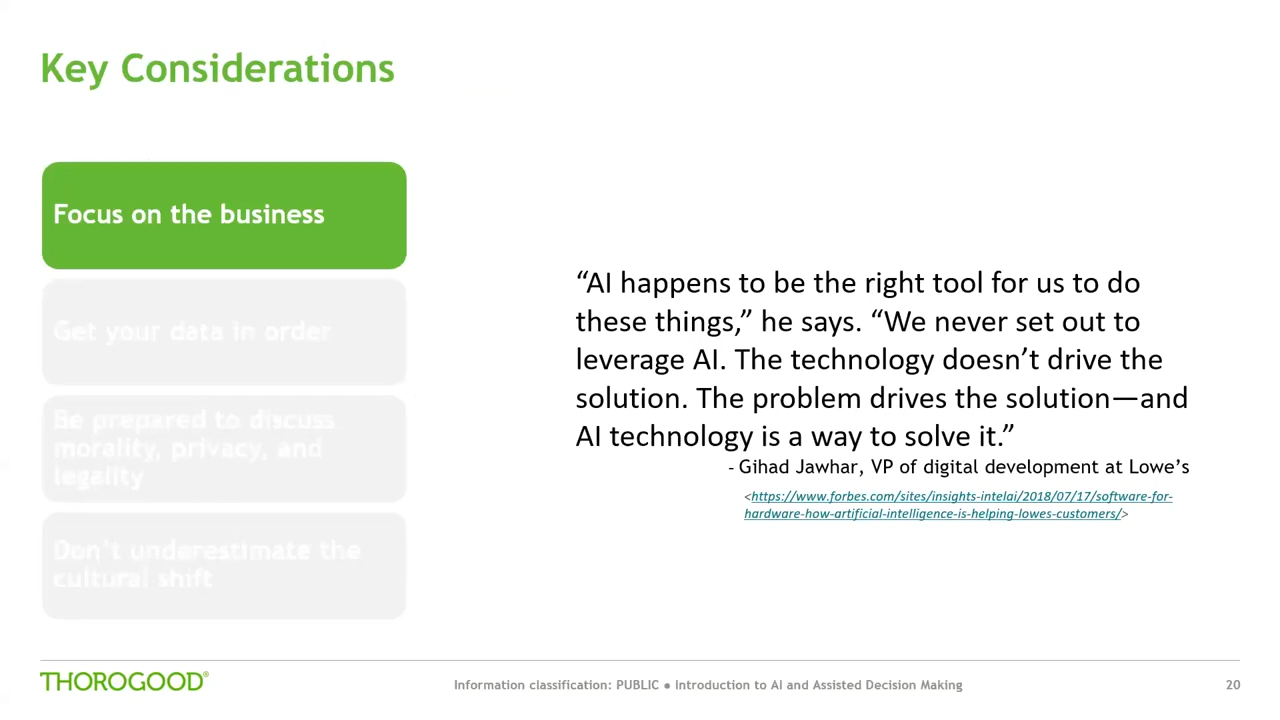 Key Considerations
Focus on the business
Get your data in order
Be prepared to discuss
morality, privacy, and
legality
Don't underestimate the
cultural shift
“AI happens to be the right tool for us to do
these things,” he says. “We never set out to
leverage AI. The technology doesn’t drive the
solution. The problem drives the solution—and
AI technology is a way to solve it.”
- Gihad Jawhar, VP of digital development at Lowe’s
<https://www.forbes.com/sites/insights-intelai/2018/07/17/software-for-
hardware-how-artificial-intelligence-is-helping-lowes-customers/>
THOROGOOD®
Information classification: PUBLIC ● Introduction to AI and Assisted Decision Making
20